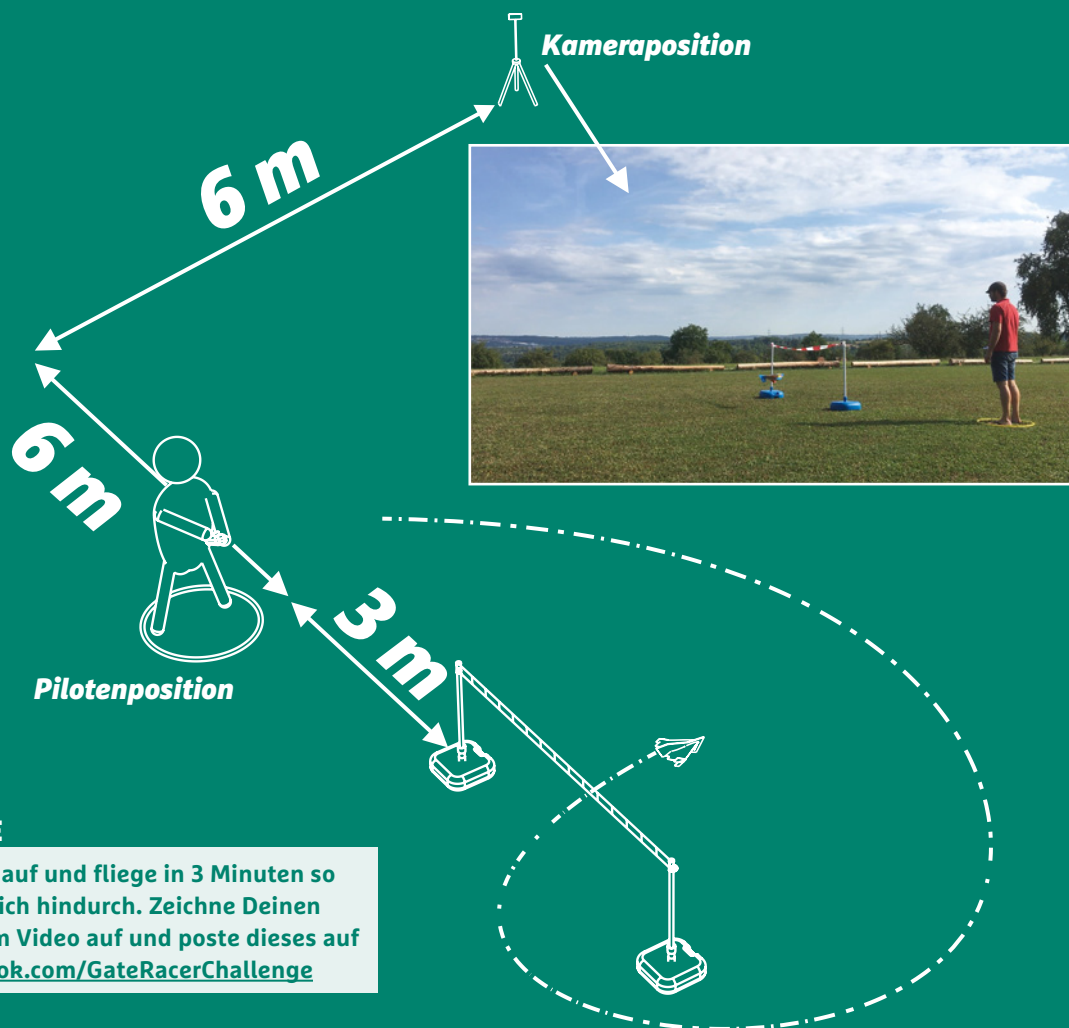 Kameraposition
6 m
6 m
3 m
Pilotenposition
E
auf und fliege in 3 Minuten so
ich hindurch. Zeichne Deinen
m Video auf und poste dieses auf
ok.com/GateRacerChallenge